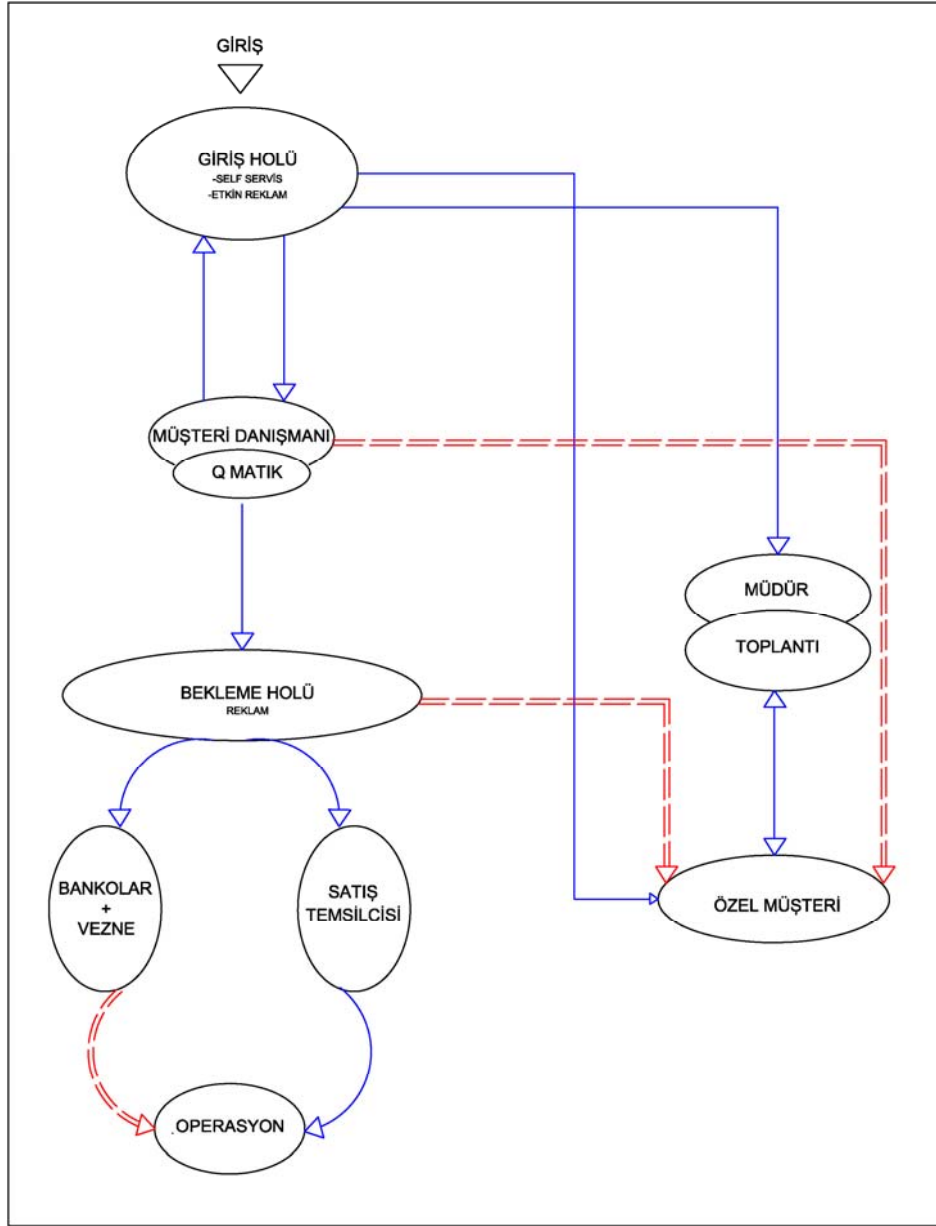 GİRİŞ
GİRİŞ HOLÜ
-SELF SERVİS
-ETKİN REKLAM
MÜŞTERİ DANIŞMANI
Q MATIK
MÜDÜR
TOPLANTI
BEKLEME HOLÜ
REKLAM
BANKOLAR
+
VEZNE
SATIŞ
TEMSİLCİSİ
ÖZEL MÜŞTERİ
.OPERASYON